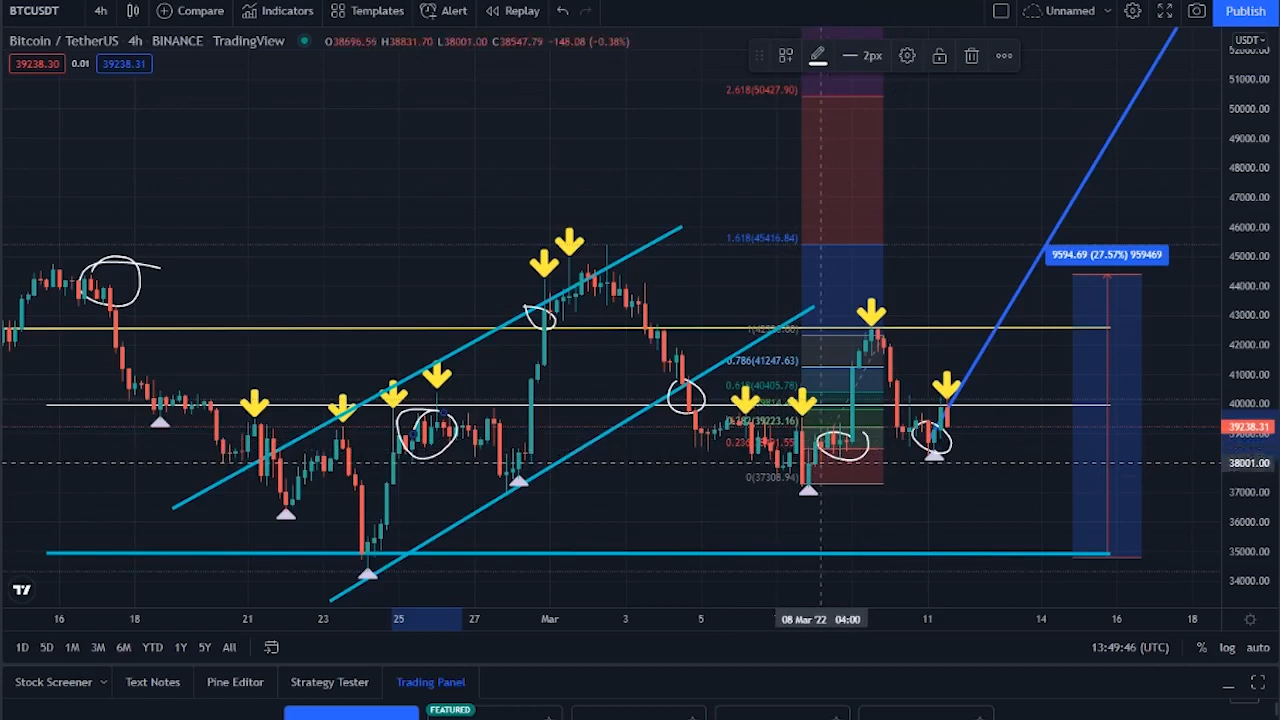 BTCUSDT 4h Compare Indicators Templates Alert Replay Unnamed Publish
Bitcoin / TetherUS 4h BINANCE TradingView O38696.56 H38831.70 L38001.00 C38547.79 −148.08 (−0.38%)
USDT
39238.30 0.01 39238.31
2px
52000.00
51000.00
2.618(50427.90)
50000.00
49000.00
48000.00
47000.00
46000.00
1.618(45416.84)
45000.00
9594.69 (27.57%) 959469
44000.00
43000.00
42000.00
0.786(41247.63)
41000.00
0.618(40405.78)
40000.00
39238.31
38001.00
0(37308.94)
37000.00
36000.00
35000.00
34000.00
16 18 21 23 25 27 Mar 3 5 08 Mar '22 04:00 11 14 16 18
1D 5D 1M 3M 6M YTD 1Y 5Y All 13:49:46 (UTC) % log auto
Stock Screener Text Notes Pine Editor Strategy Tester Trading Panel
FEATURED